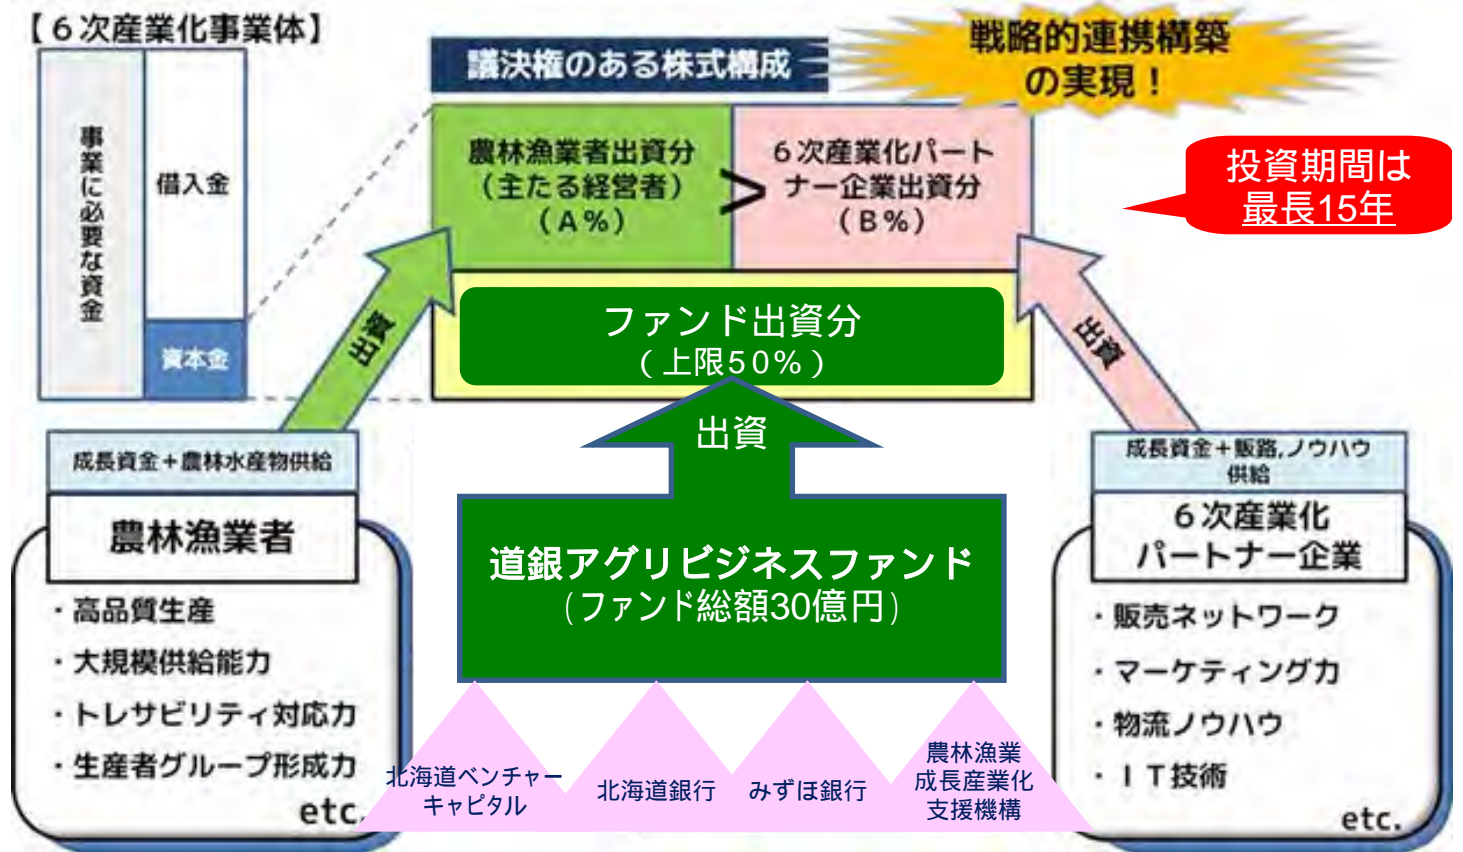 【６次産業化事業体】
事業に必要な資金
借入金
資本金
議決権のある株式構成
戦略的連携構築
の実現！
農林漁業者出資分
（主たる経営者）
（Ａ％）
＞
６次産業化パート
ナー企業出資分
（Ｂ％）
投資期間は
最長15年
ファンド出資分
（上限50％）
出資
出資
出資
成長資金＋農林水産物供給
農林漁業者
・高品質生産
・大規模供給能力
・トレサビリティ対応力
・生産者グループ形成力
etc.
道銀アグリビジネスファンド
（ファンド総額30億円）
北海道ベンチャー
キャピタル
北海道銀行
みずほ銀行
農林漁業
成長産業化
支援機構
成長資金＋販路,ノウハウ
供給
６次産業化
パートナー企業
・販売ネットワーク
・マーケティング力
・物流ノウハウ
・ＩＴ技術
etc.